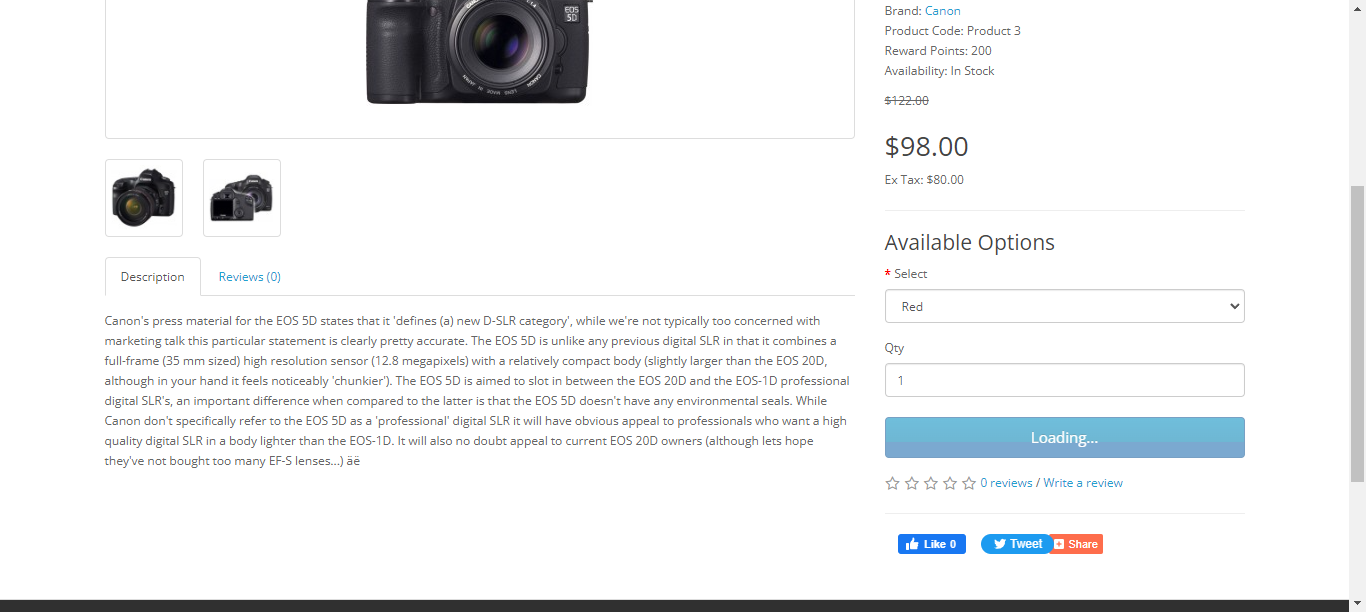 EOS
5D
Brand: Canon
Product Code: Product 3
Reward Points: 200
Availability: In Stock
$122.00
$98.00
Ex Tax: $80.00
Available Options
* Select
Red
Qty
1
Loading...
0 reviews / Write a review
Like 0
Tweet
Share
Description
Reviews (0)
Canon's press material for the EOS 5D states that it 'defines (a) new D-SLR category', while we're not typically too concerned with
marketing talk this particular statement is clearly pretty accurate. The EOS 5D is unlike any previous digital SLR in that it combines a
full-frame (35 mm sized) high resolution sensor (12.8 megapixels) with a relatively compact body (slightly larger than the EOS 20D,
although in your hand it feels noticeably 'chunkier'). The EOS 5D is aimed to slot in between the EOS 20D and the EOS-1D professional
digital SLR's, an important difference when compared to the latter is that the EOS 5D doesn't have any environmental seals. While
Canon don't specifically refer to the EOS 5D as a 'professional' digital SLR it will have obvious appeal to professionals who want a high
quality digital SLR in a body lighter than the EOS-1D. It will also no doubt appeal to current EOS 20D owners (although lets hope
they've not bought too many EF-S lenses...) äë